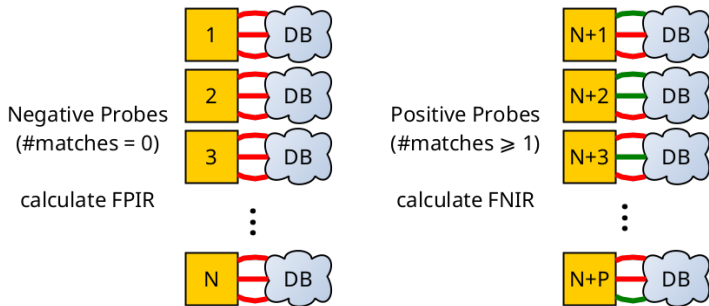 1 DB
2 DB
Negative Probes
(#matches = 0)
3 DB
calculate FPIR
N DB
N+1 DB
N+2 DB
Positive Probes
(#matches ⩾ 1)
N+3 DB
calculate FNIR
N+P DB